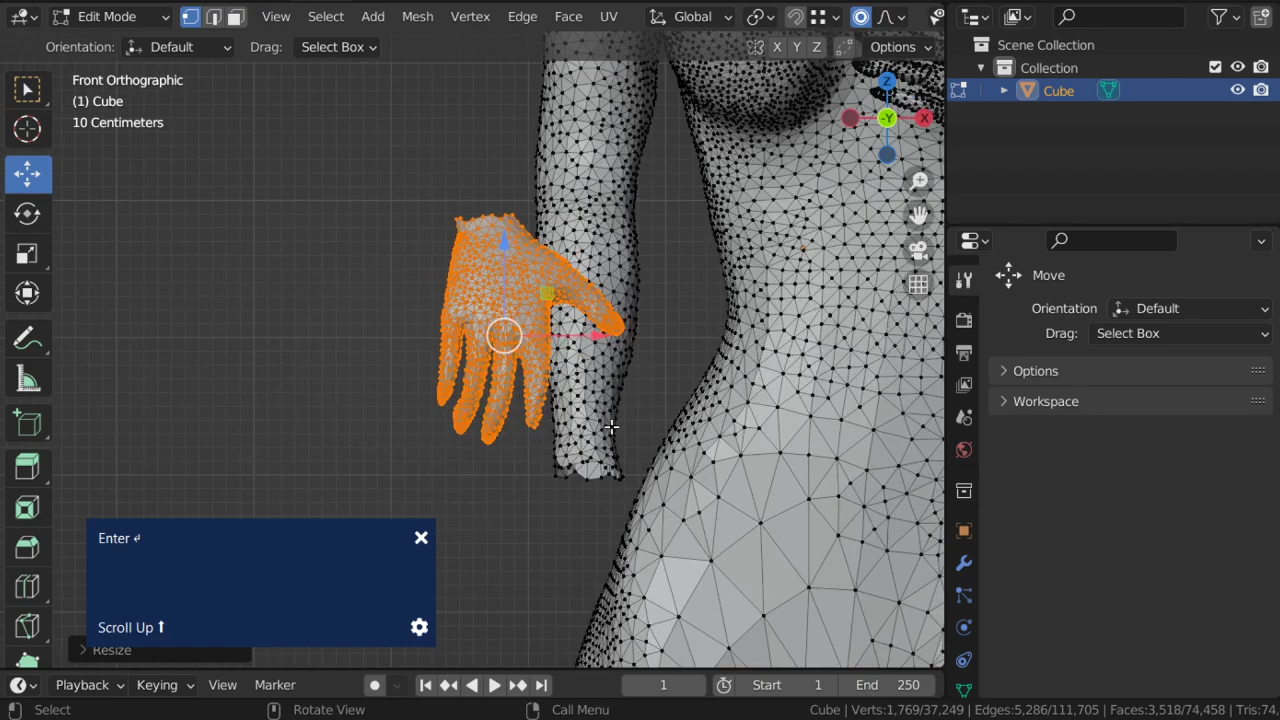 Edit Mode
View
Select
Add
Mesh
Vertex
Edge
Face
UV
Global
Orientation:
Default
Drag:
Select Box
X
Y
Z
Options
Front Orthographic
(1) Cube
10 Centimeters
Z
-Y
X
Scene Collection
Collection
Cube
Move
Orientation
Default
Drag:
Select Box
Options
Workspace
Enter
Scroll Up
Resize
Playback
Keying
View
Marker
1
Start
1
End
250
Select
Rotate View
Call Menu
Cube | Verts:1,769/37,249 | Edges:5,286/111,705 | Faces:3,518/74,458 | Tris:74,